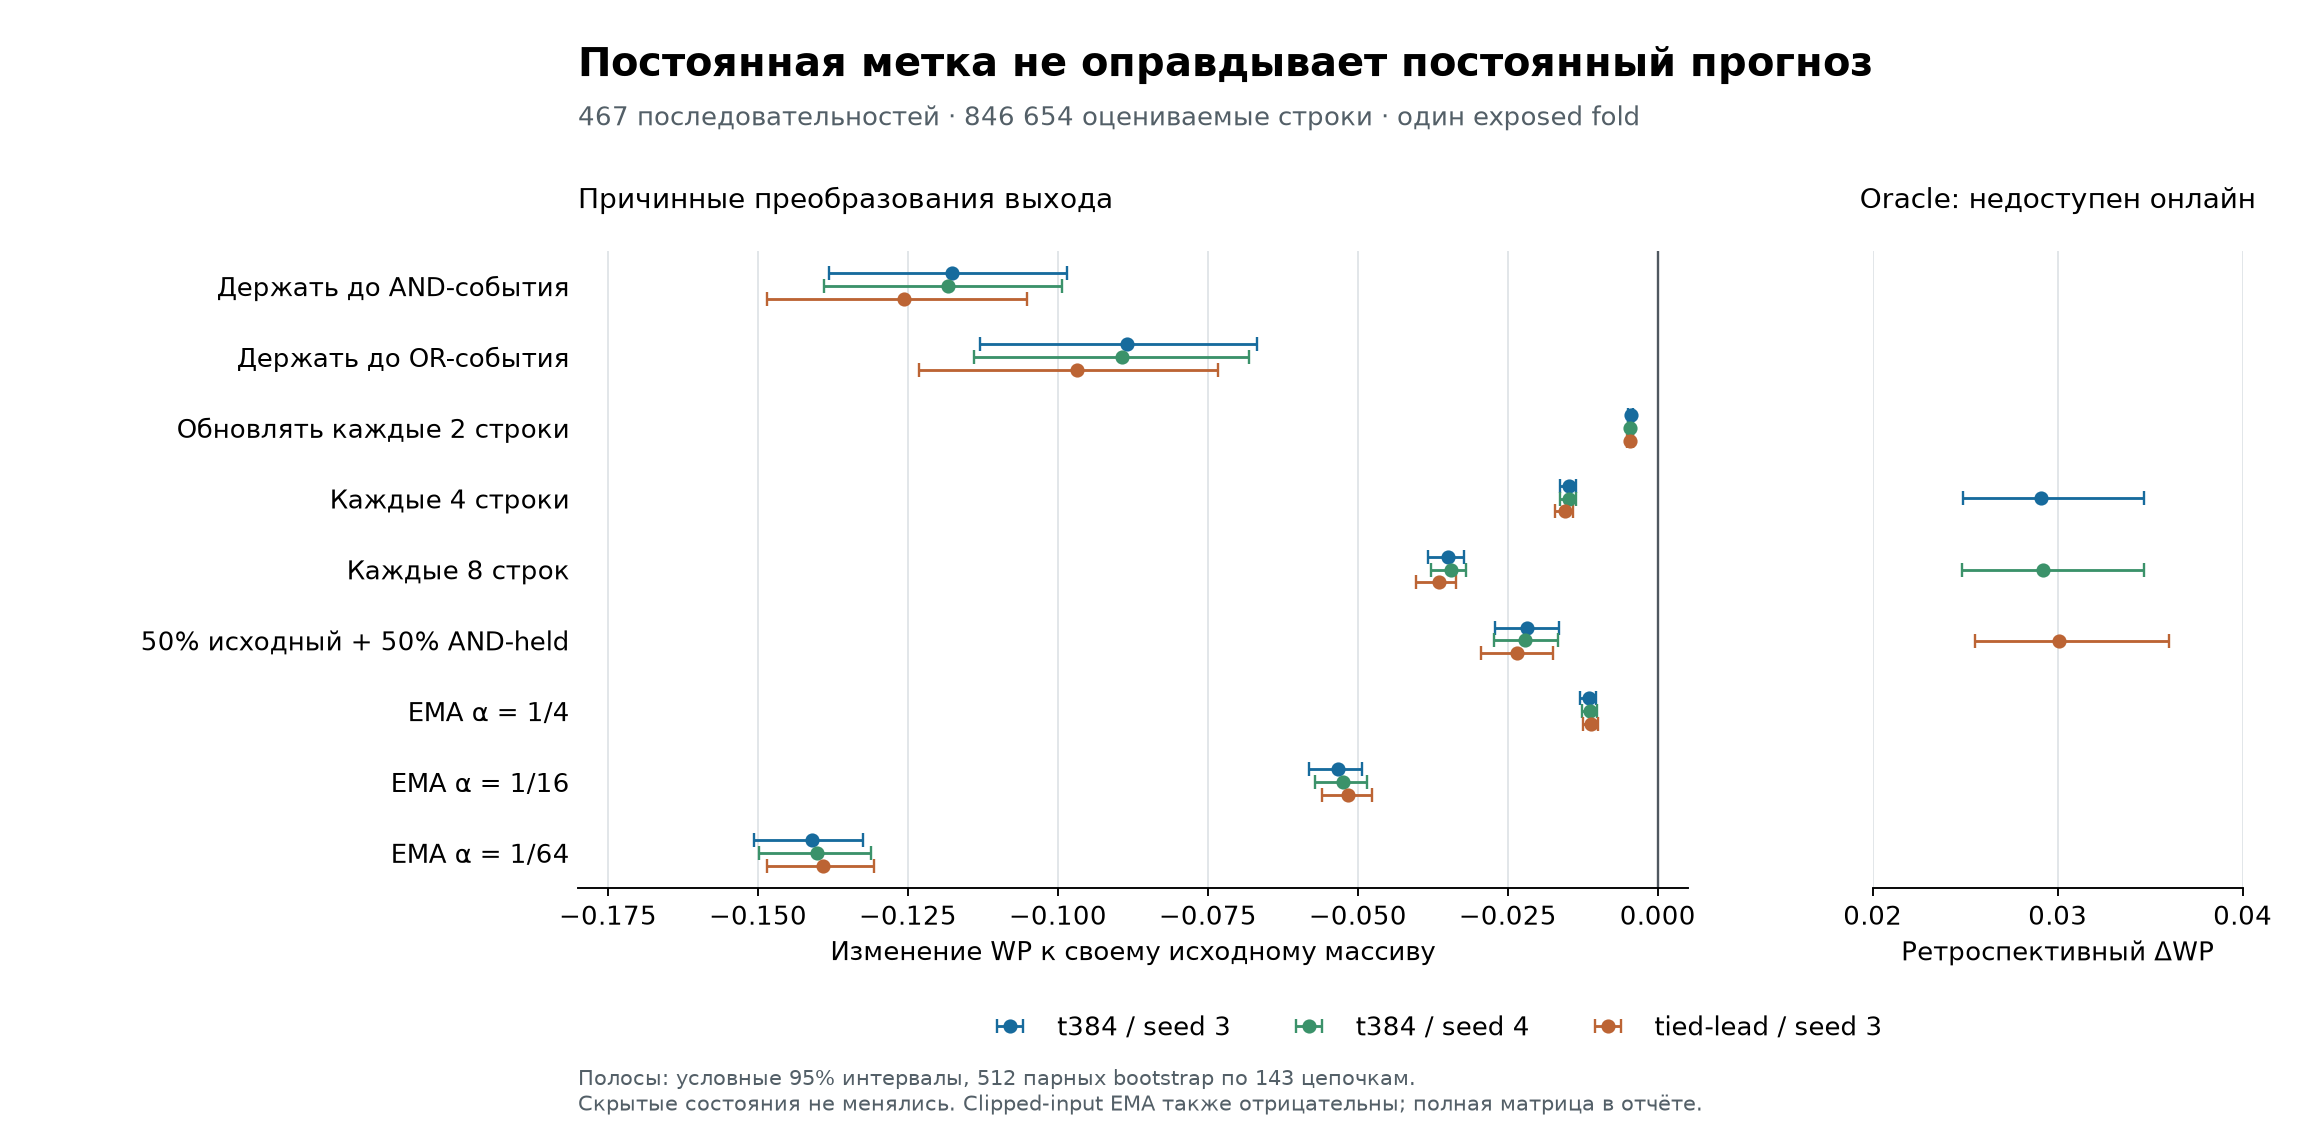 Постоянная метка не оправдывает постоянный прогноз
467 последовательностей · 846 654 оцениваемые строки · один exposed fold
Причинные преобразования выхода
Oracle: недоступен онлайн
Держать до AND-события
Держать до OR-события
Обновлять каждые 2 строки
Каждые 4 строки
Каждые 8 строк
50% исходный + 50% AND-held
EMA α = 1/4
EMA α = 1/16
EMA α = 1/64
−0.175 −0.150 −0.125 −0.100 −0.075 −0.050 −0.025 0.000
Изменение WP к своему исходному массиву
0.02 0.03 0.04
Ретроспективный ΔWP
t384 / seed 3 t384 / seed 4 tied-lead / seed 3
Полосы: условные 95% интервалы, 512 парных bootstrap по 143 цепочкам.
Скрытые состояния не менялись. Clipped-input EMA также отрицательны; полная матрица в отчёте.